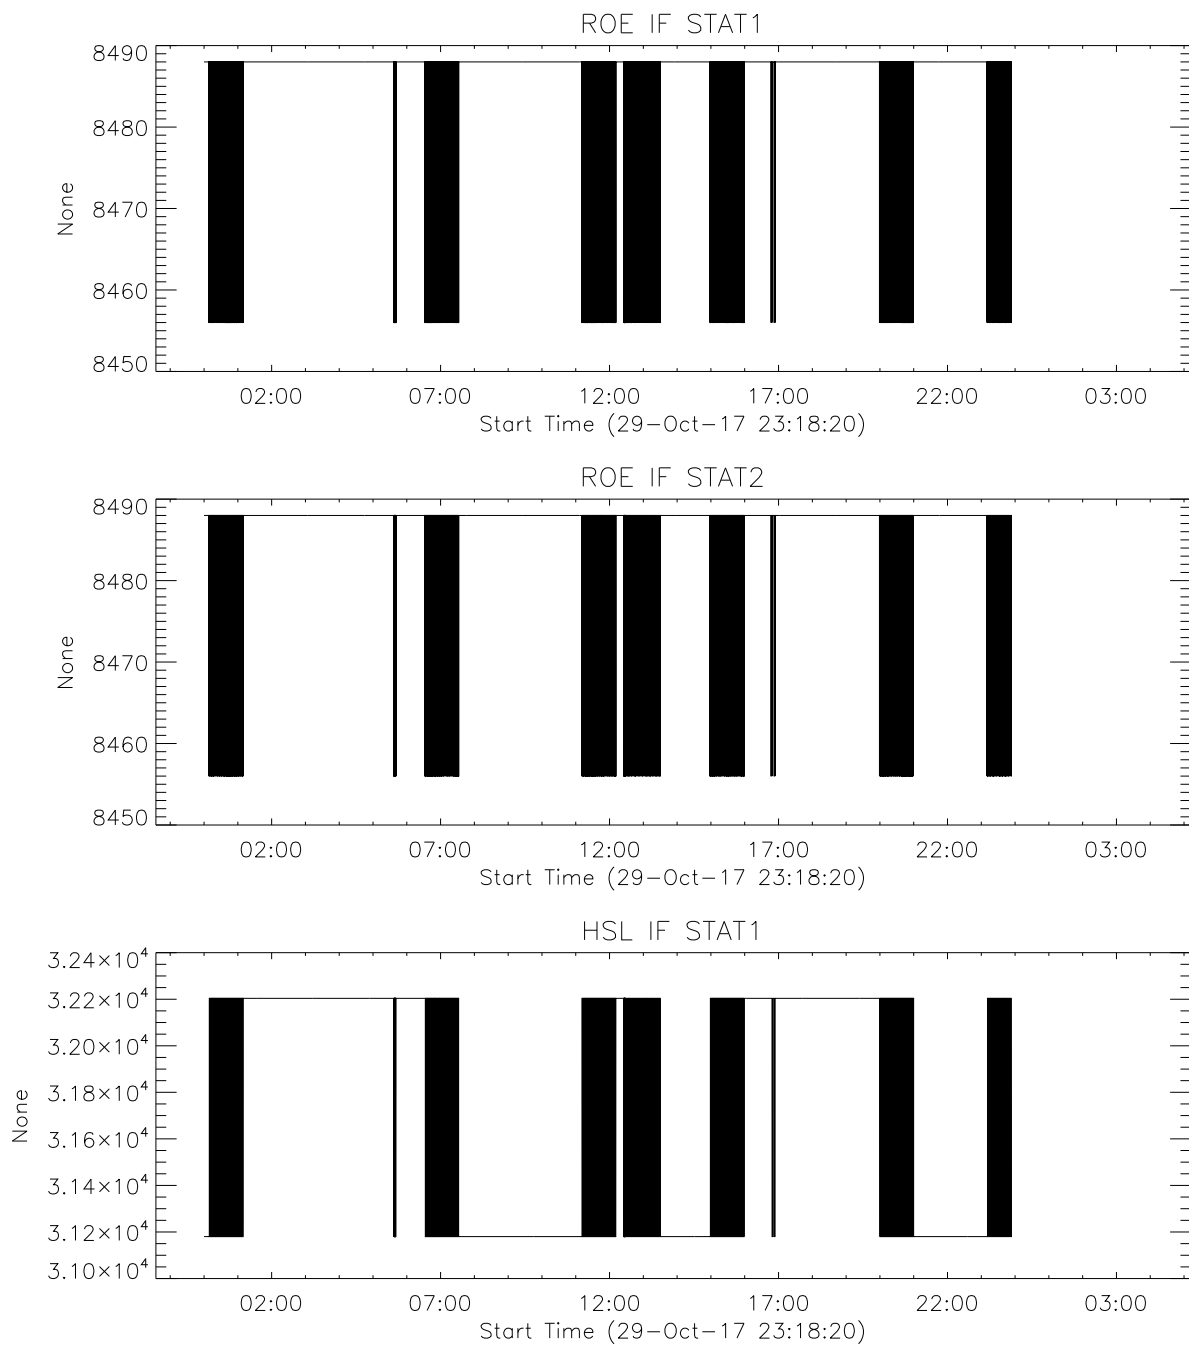 ROE IF STAT1
8490
8480
8470
8460
8450
None
02:00 07:00 12:00 17:00 22:00 03:00
Start Time (29-Oct-17 23:18:20)
ROE IF STAT2
8490
8480
8470
8460
8450
None
02:00 07:00 12:00 17:00 22:00 03:00
Start Time (29-Oct-17 23:18:20)
HSL IF STAT1
3.24×10⁴
3.22×10⁴
3.20×10⁴
3.18×10⁴
3.16×10⁴
3.14×10⁴
3.12×10⁴
3.10×10⁴
None
02:00 07:00 12:00 17:00 22:00 03:00
Start Time (29-Oct-17 23:18:20)